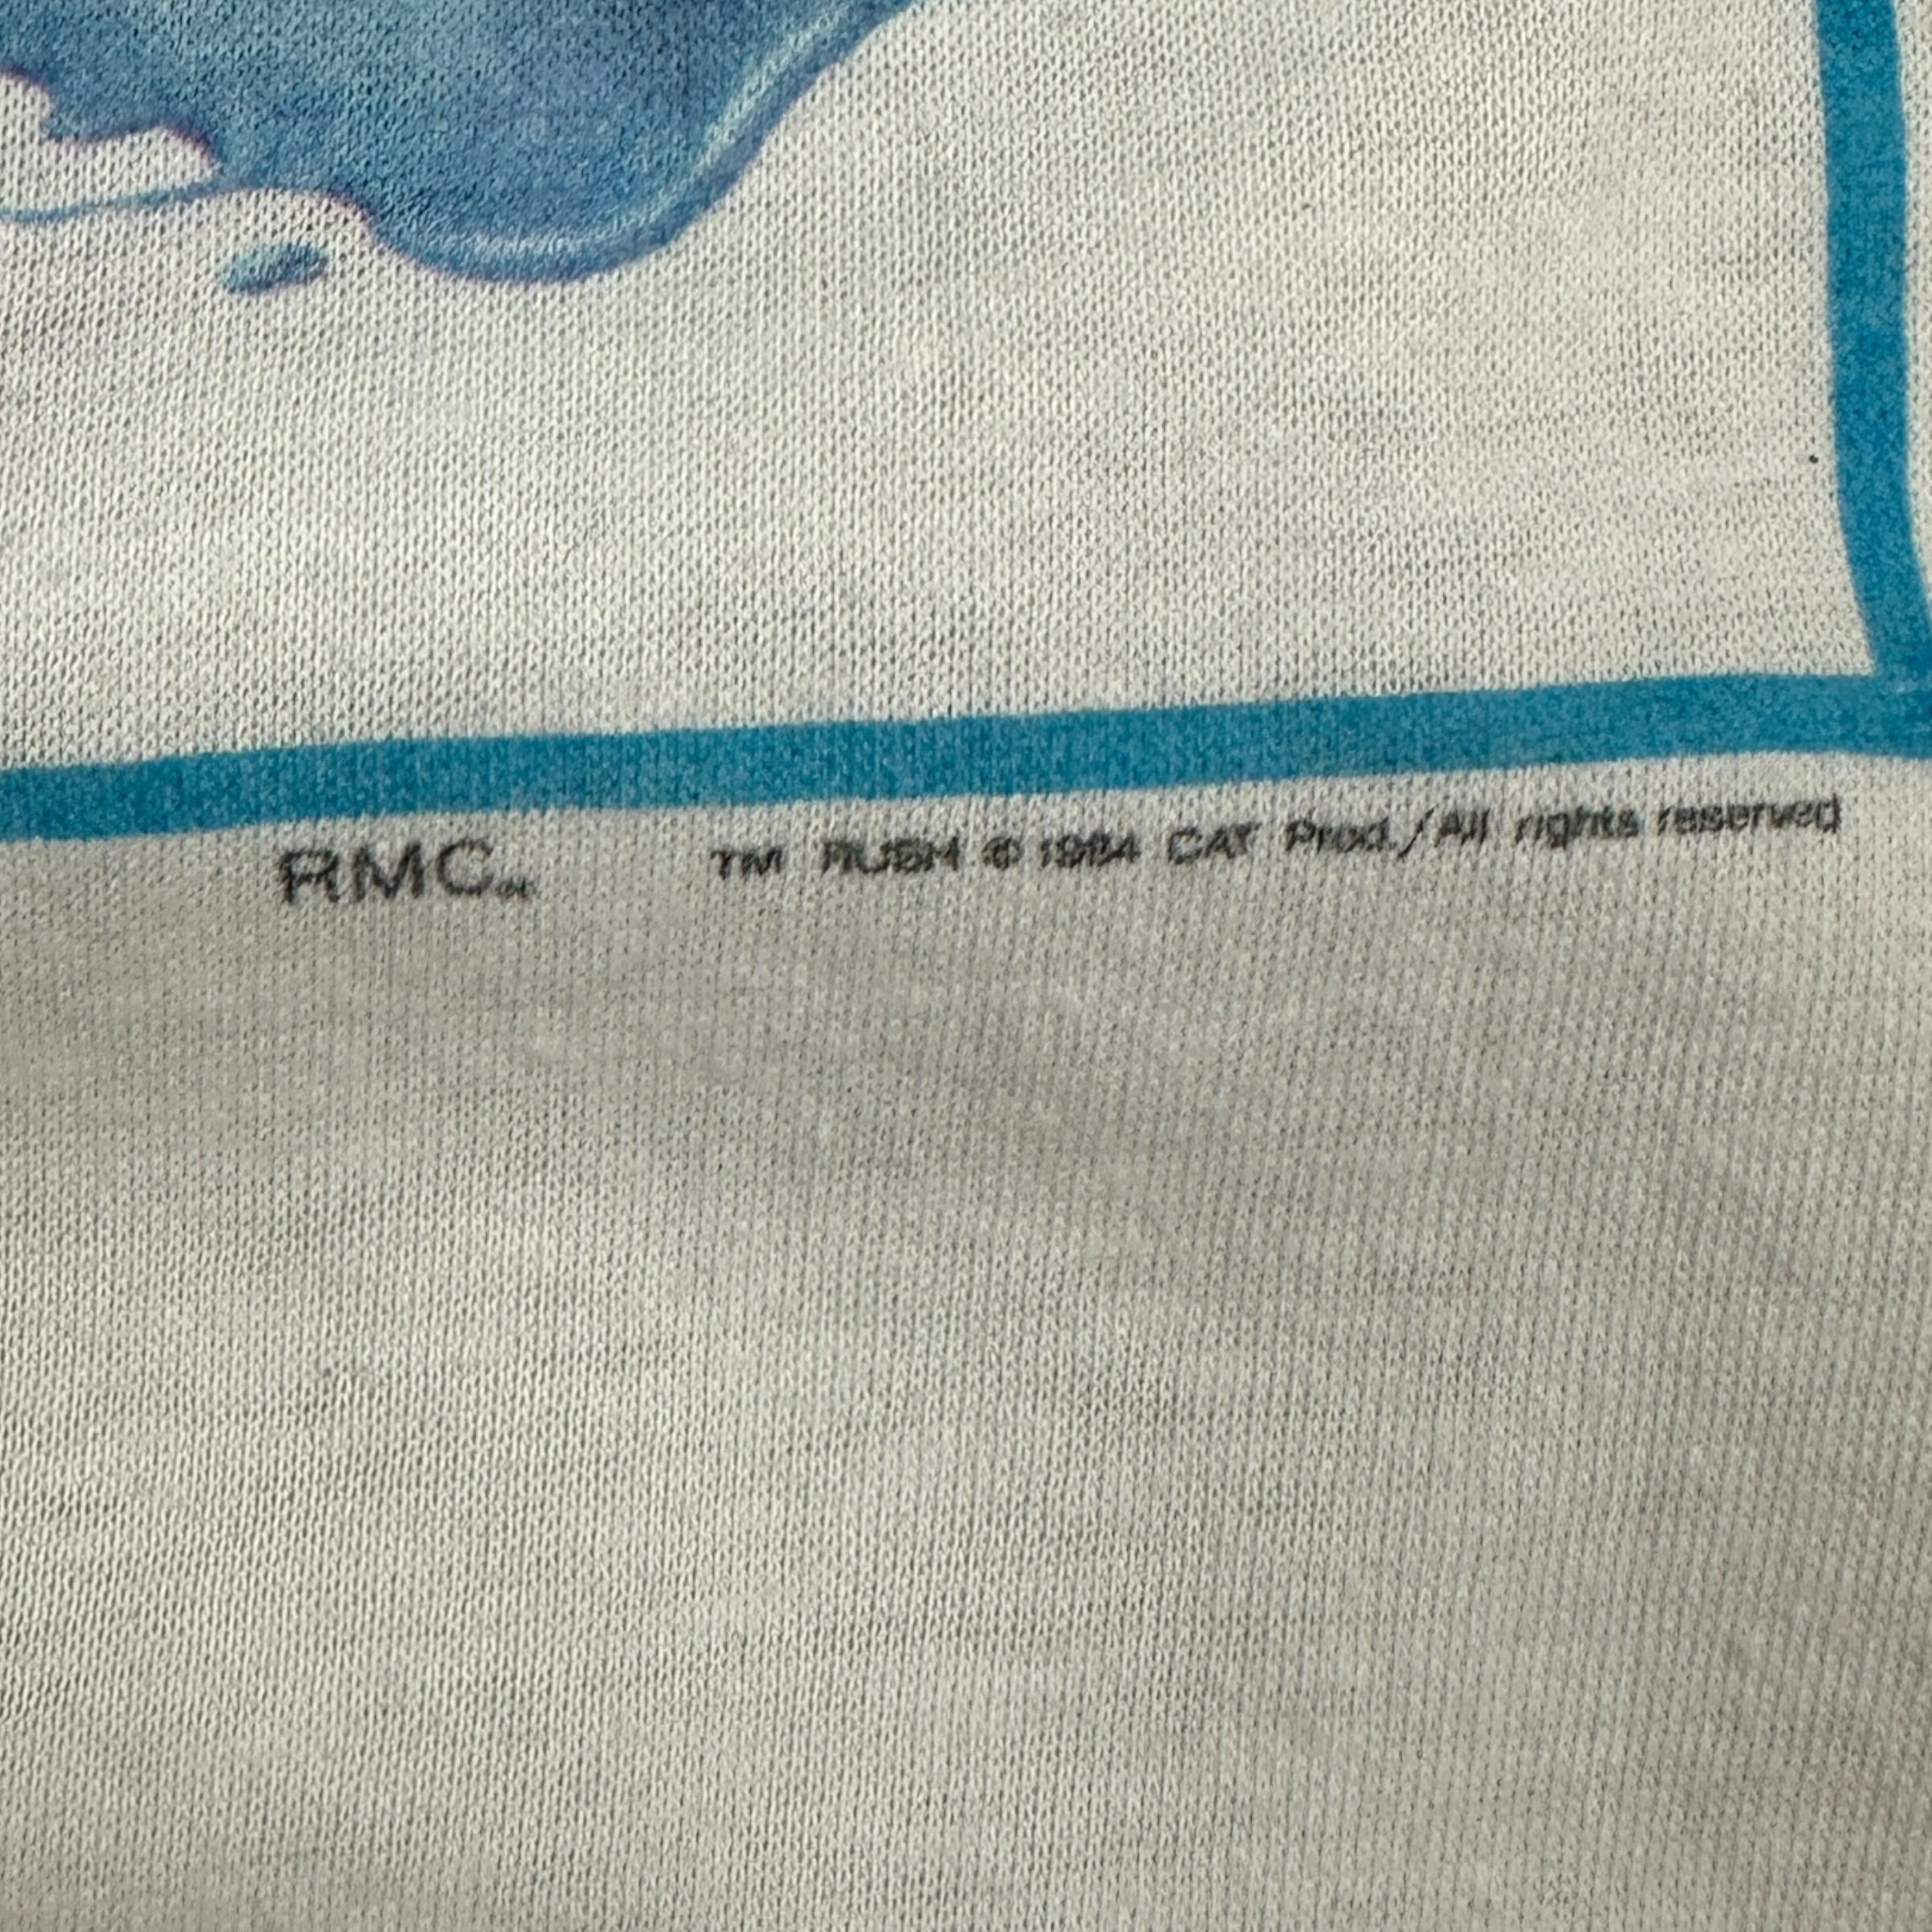 RMC
TM RUSH © 1984 CAT Prod./All rights reserved